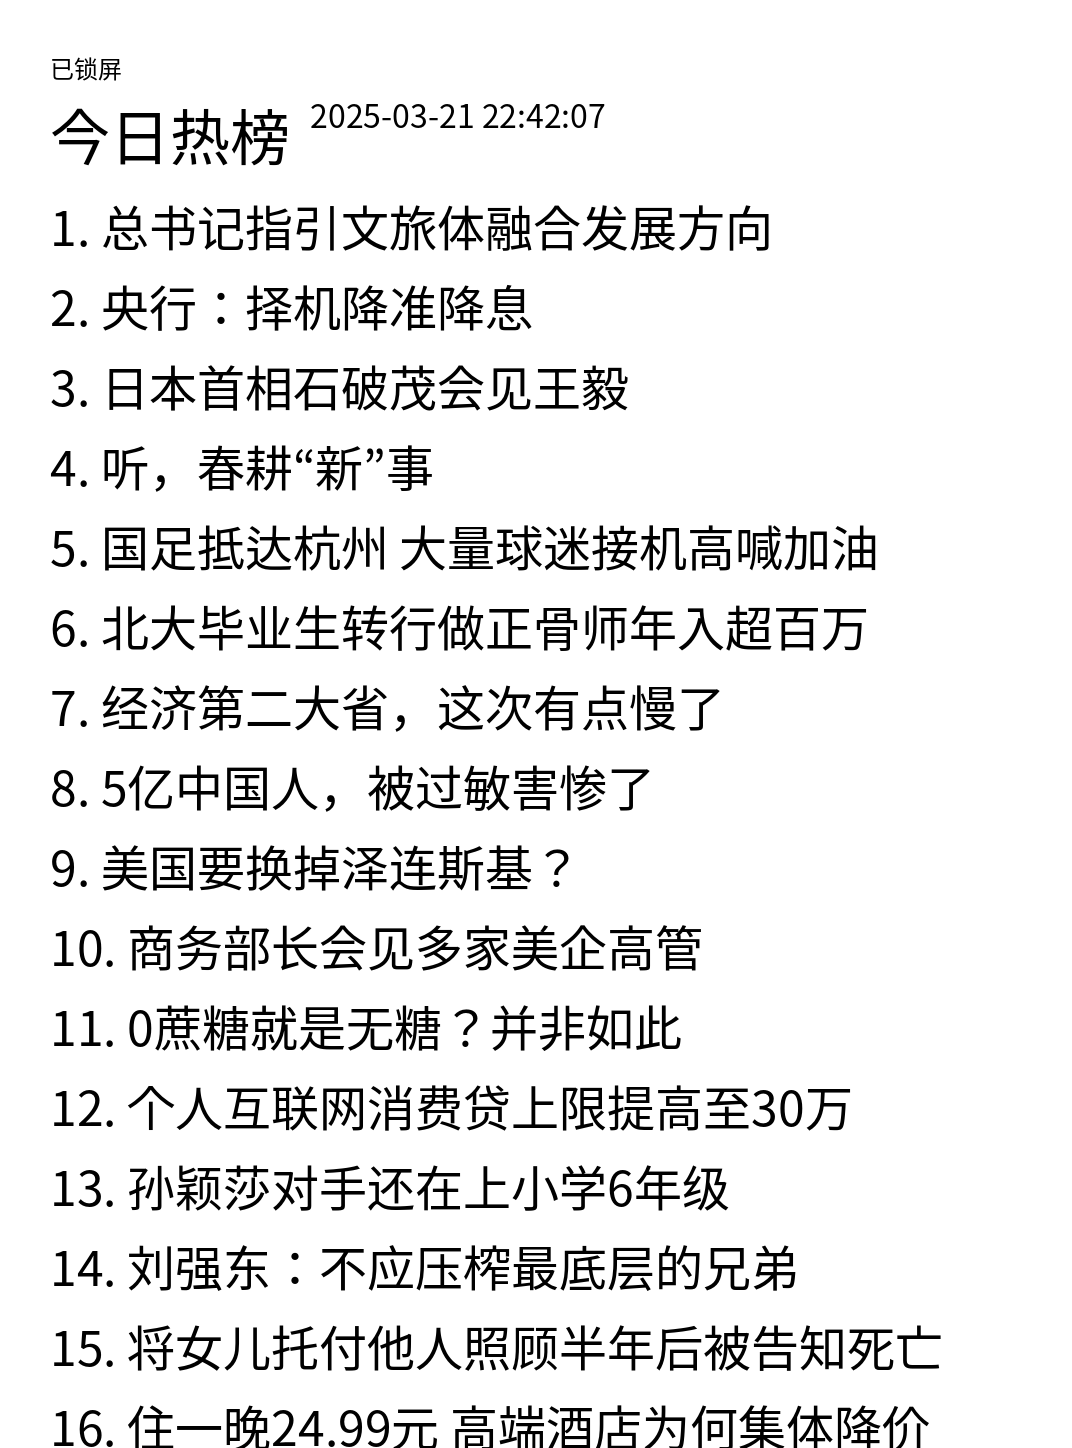 已锁屏
今日热榜 2025-03-21 22:42:07
1. 总书记指引文旅体融合发展方向
2. 央行：择机降准降息
3. 日本首相石破茂会见王毅
4. 听，春耕“新”事
5. 国足抵达杭州 大量球迷接机高喊加油
6. 北大毕业生转行做正骨师年入超百万
7. 经济第二大省，这次有点慢了
8. 5亿中国人，被过敏害惨了
9. 美国要换掉泽连斯基？
10. 商务部长会见多家美企高管
11. 0蔗糖就是无糖？并非如此
12. 个人互联网消费贷上限提高至30万
13. 孙颖莎对手还在上小学6年级
14. 刘强东：不应压榨最底层的兄弟
15. 将女儿托付他人照顾半年后被告知死亡
16. 住一晚24.99元 高端酒店为何集体降价